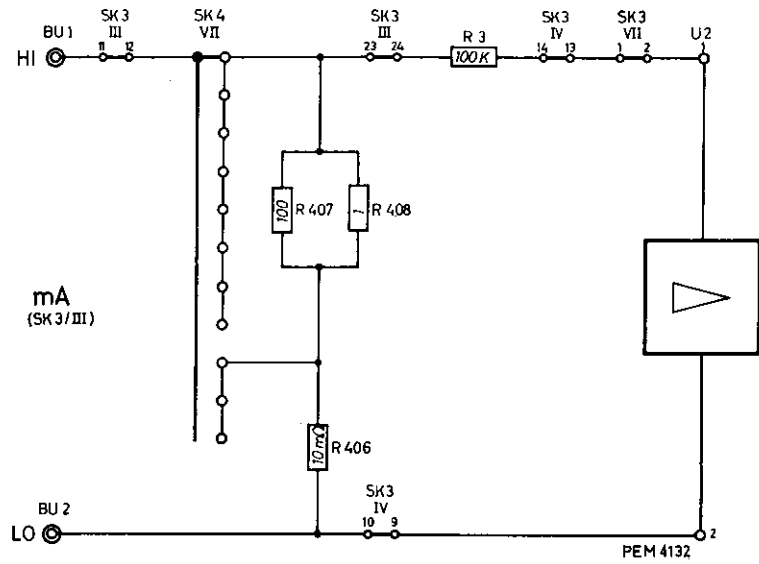 BU 1
SK 3
III
SK 4
VII
SK 3
III
R 3
SK 3
IV
SK 3
VII
U 2
HI
11 12
23 24
100K
14 13
1 2
1
100
R 407
1
R 408
mA
(SK 3/III)
10 mΩ
R 406
BU 2
LO
SK3
IV
10 9
2
PEM 4132